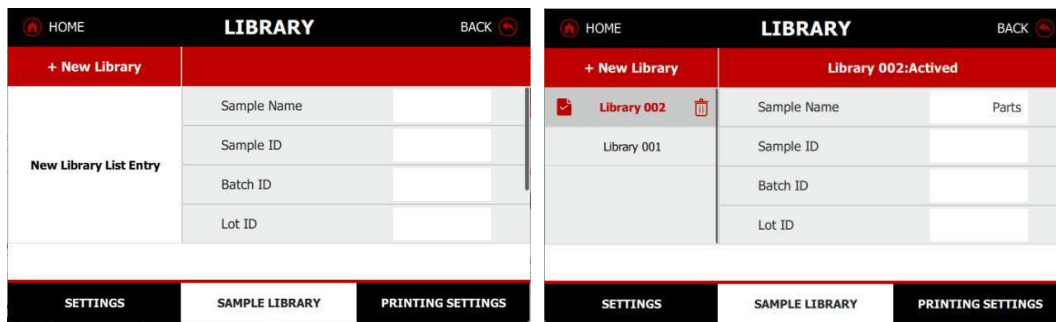 HOME LIBRARY BACK
+ New Library
New Library List Entry
Sample Name
Sample ID
Batch ID
Lot ID
SETTINGS SAMPLE LIBRARY PRINTING SETTINGS
HOME LIBRARY BACK
+ New Library Library 002:Actived
Library 002
Library 001
Sample Name Parts
Sample ID
Batch ID
Lot ID
SETTINGS SAMPLE LIBRARY PRINTING SETTINGS